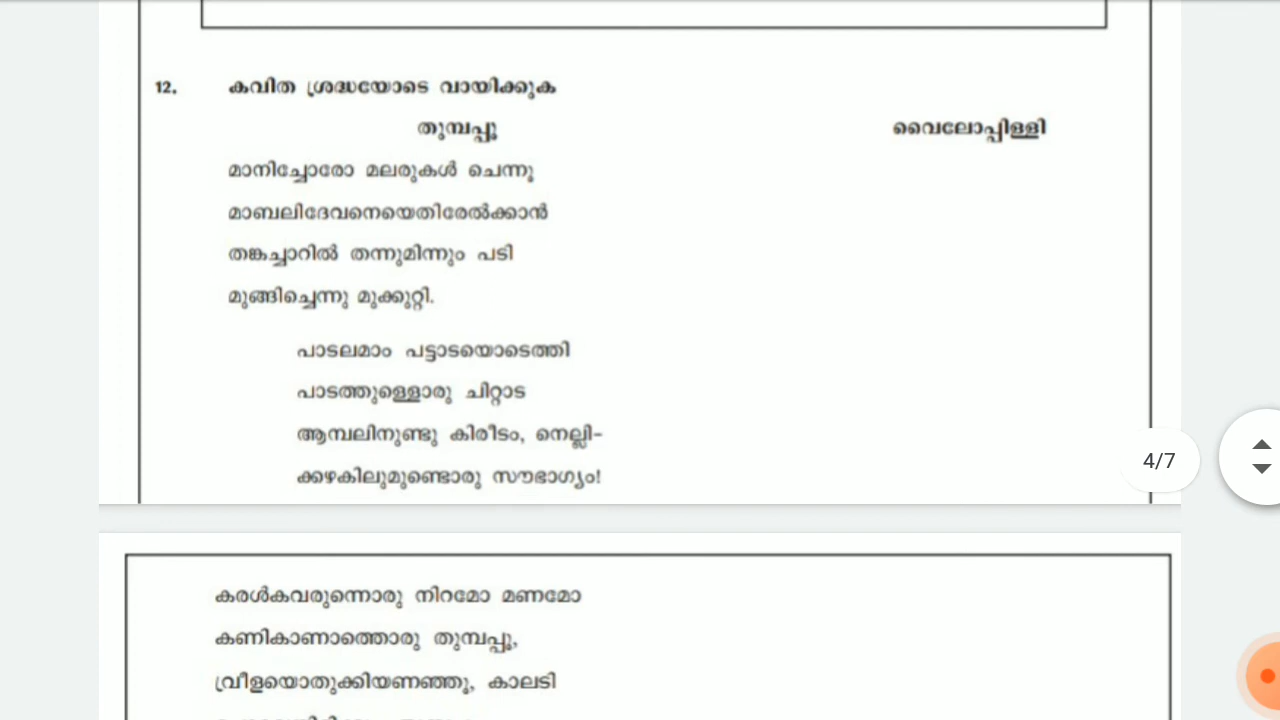 12. കവിത ശ്രദ്ധയോടെ വായിക്കുക
തുമ്പപ്പൂ വൈലോപ്പിള്ളി
മാനിച്ചോരോ മലരുകൾ ചെന്നു
മാബലിദേവനെയെതിരേൽക്കാൻ
തങ്കച്ചാറിൽ തന്നുമിന്നും പടി
മുങ്ങിച്ചെന്നു മുക്കുറ്റി.
പാടലമാം പട്ടാടയൊടെത്തി
പാടത്തുള്ളൊരു ചിറ്റാട
ആമ്പലിനുണ്ടു കിരീടം, നെല്ലി-
ക്കഴകിലുമുണ്ടൊരു സൗഭാഗ്യം!
4/7
കരൾകവരുന്നൊരു നിറമോ മണമോ
കണികാണാത്തൊരു തുമ്പപ്പൂ,
വ്രീളയൊതുക്കിയണഞ്ഞൂ, കാലടി